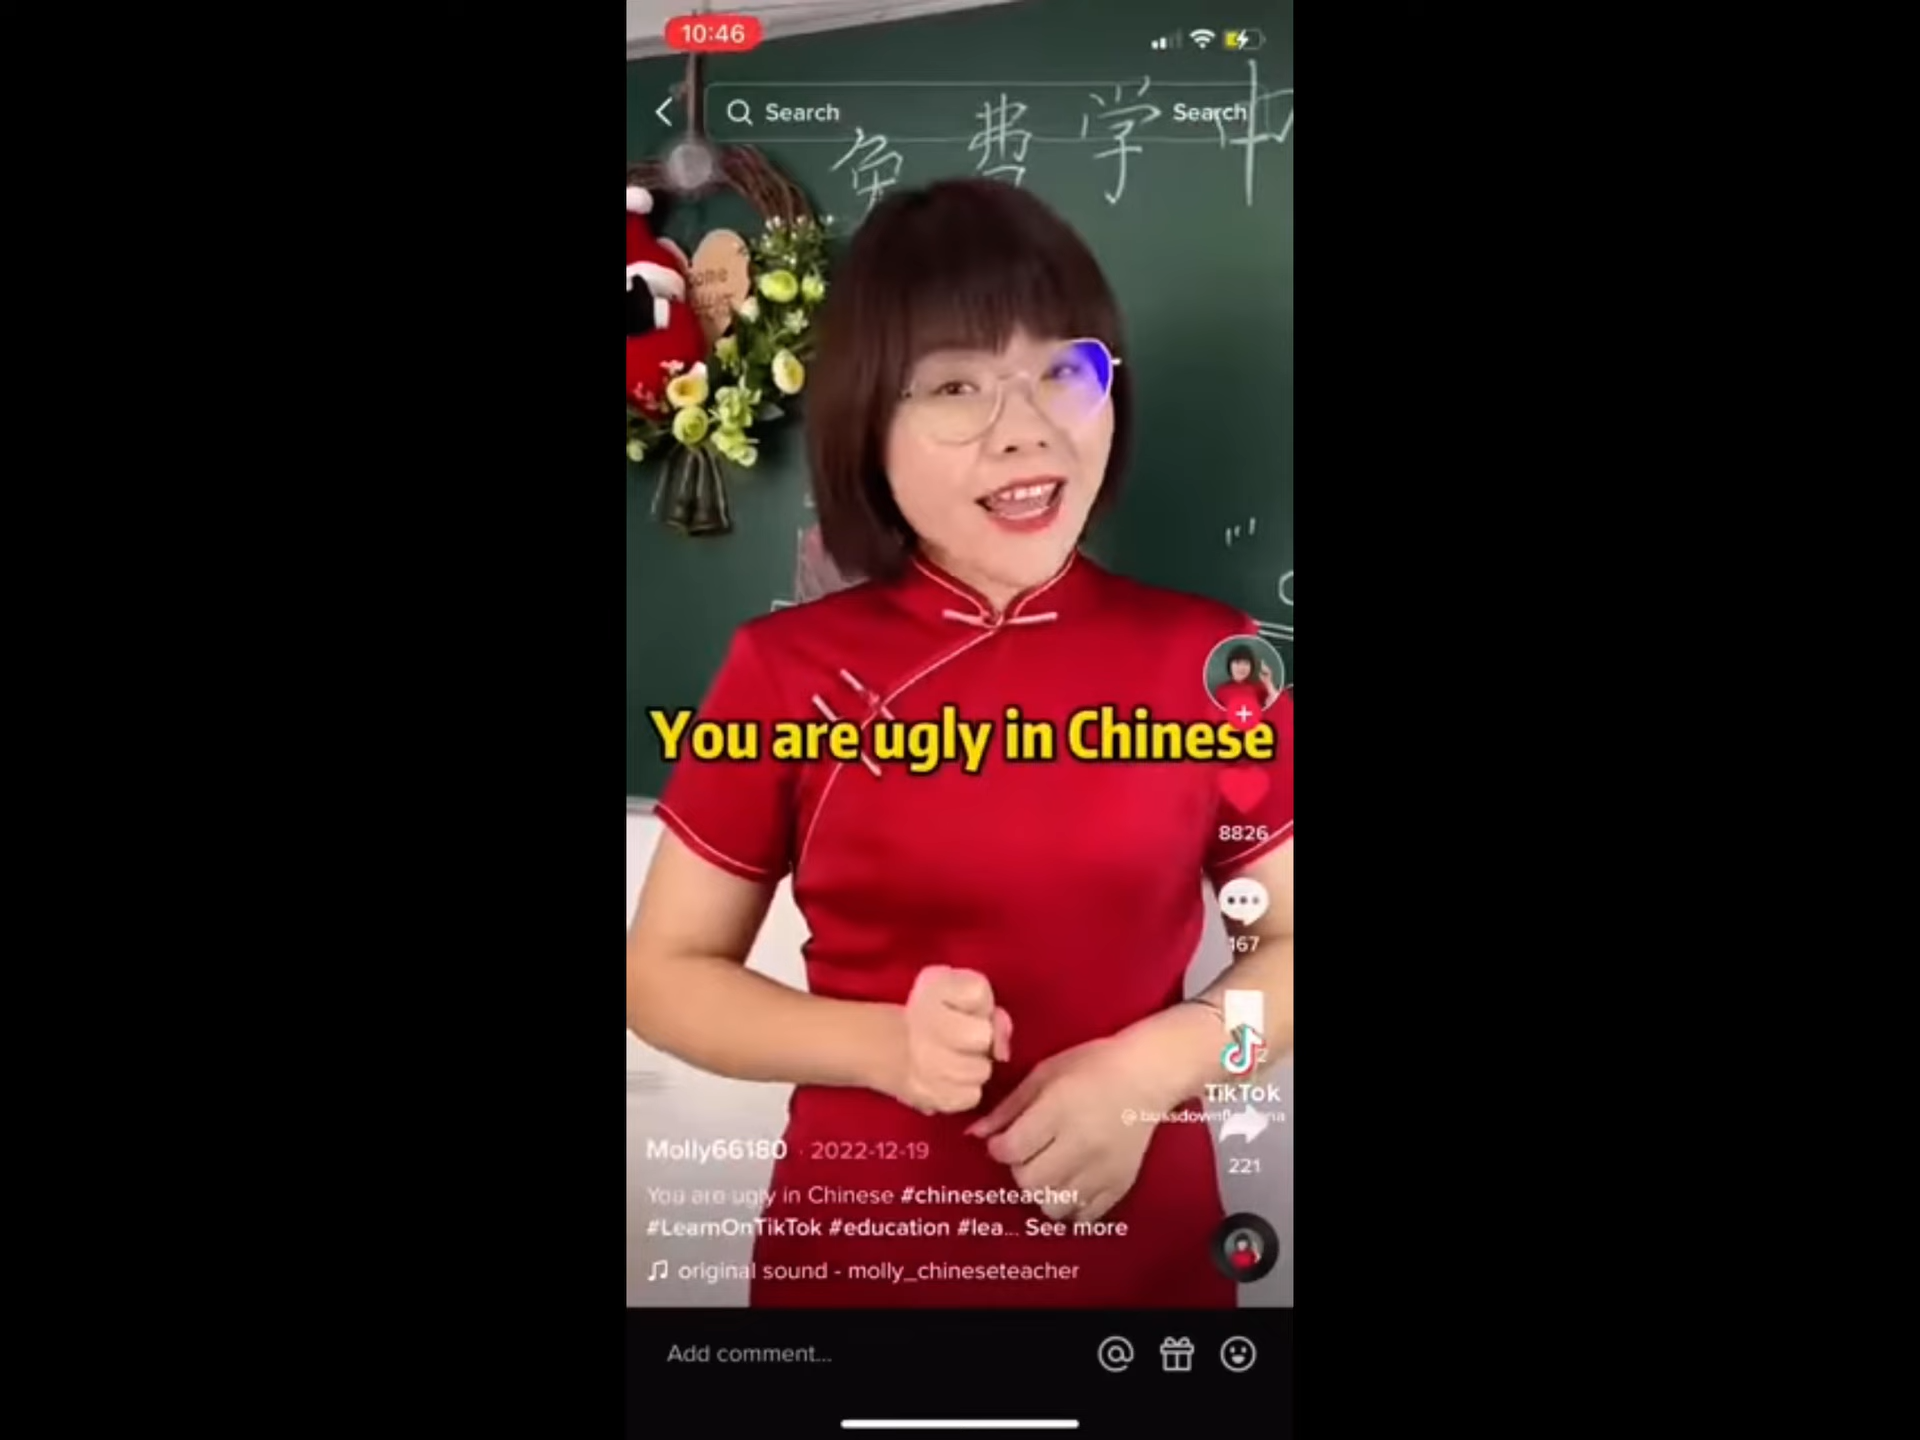 10:46
Search
Search
免费学中
You are ugly in Chinese
8826
167
TikTok
221
Molly66180 · 2022-12-19
You are ugly in Chinese #chineseteacher
#LearnOnTikTok #education #lea... See more
original sound - molly_chineseteacher
Add comment...